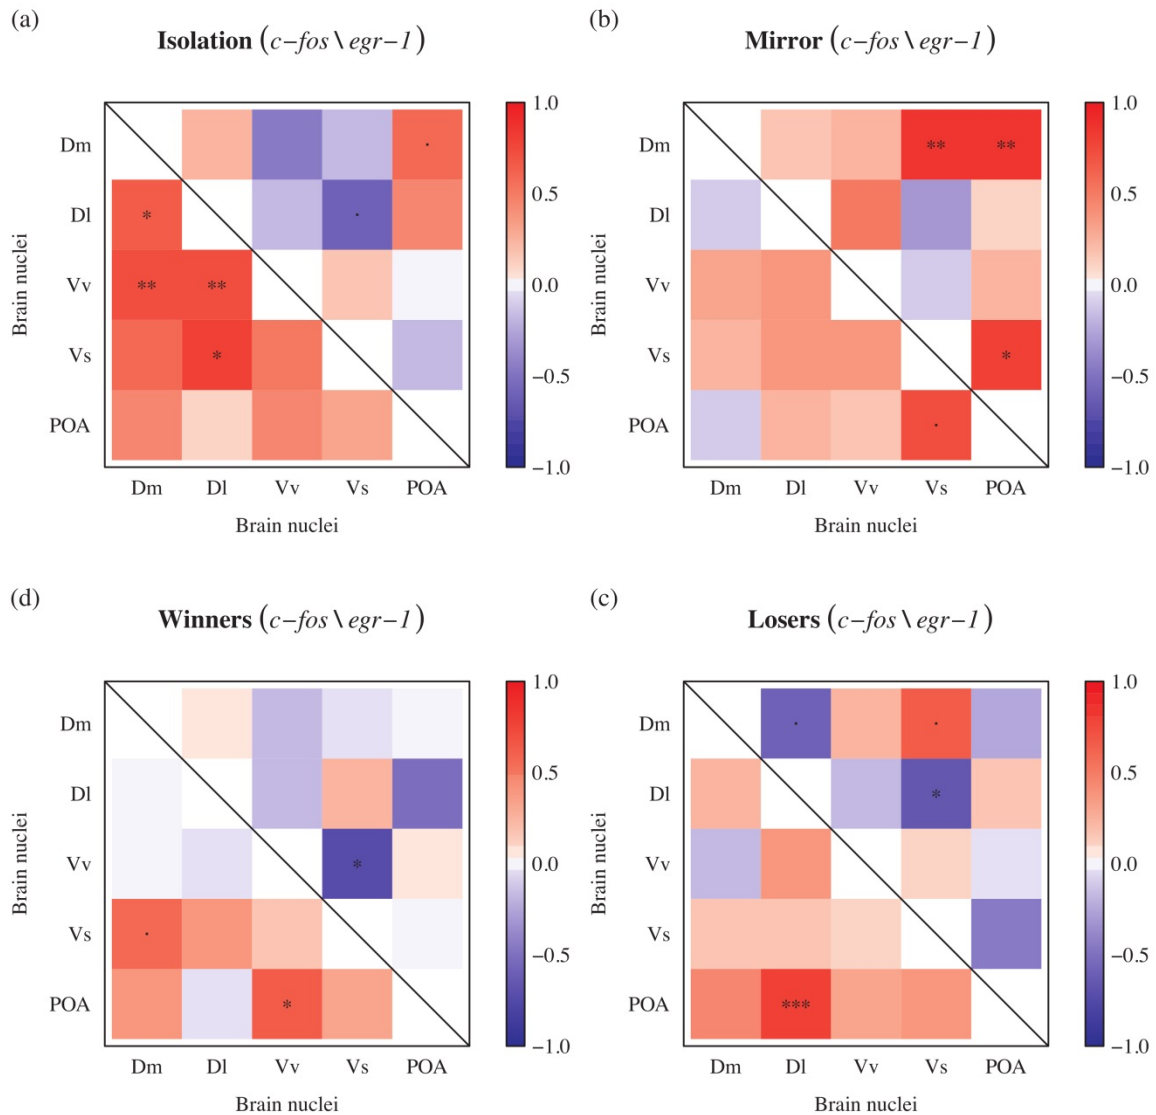 (a)
Isolation (c−fos \ egr−1)
Brain nuclei
Dm
Dl
Vv
Vs
POA
·
* ·
** **
*
Dm Dl Vv Vs POA
Brain nuclei
1.0
0.5
0.0
−0.5
−1.0
(b)
Mirror (c−fos \ egr−1)
Brain nuclei
** **
*
·
Dm Dl Vv Vs POA
Brain nuclei
1.0
0.5
0.0
−0.5
−1.0
(d)
Winners (c−fos \ egr−1)
Brain nuclei
Dm
Dl
Vv
Vs
POA
*
·
*
Dm Dl Vv Vs POA
Brain nuclei
1.0
0.5
0.0
−0.5
−1.0
(c)
Losers (c−fos \ egr−1)
Brain nuclei
Dm
Dl
Vv
Vs
POA
· ·
*
***
Dm Dl Vv Vs POA
Brain nuclei
1.0
0.5
0.0
−0.5
−1.0